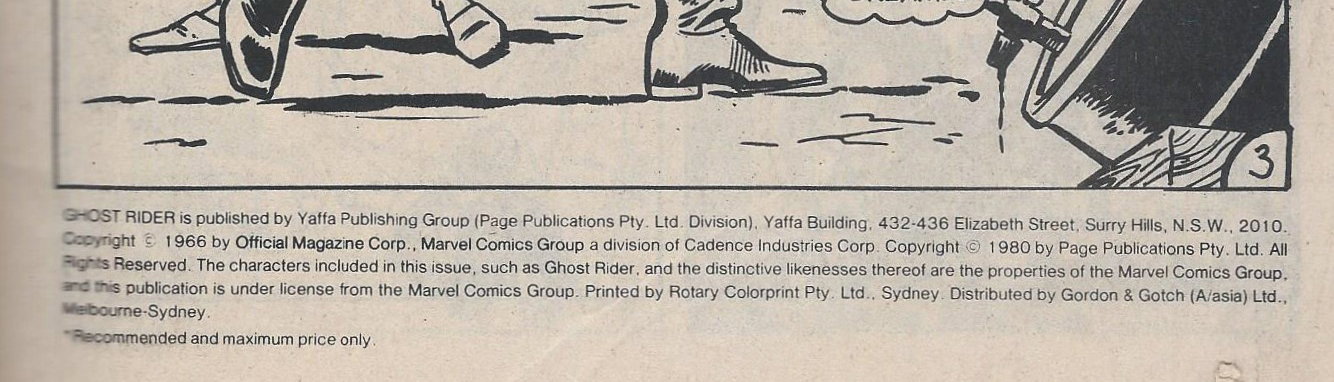 3
GHOST RIDER is published by Yaffa Publishing Group (Page Publications Pty. Ltd. Division), Yaffa Building, 432-436 Elizabeth Street, Surry Hills, N.S.W., 2010.
Copyright © 1966 by Official Magazine Corp., Marvel Comics Group a division of Cadence Industries Corp. Copyright © 1980 by Page Publications Pty. Ltd. All
Rights Reserved. The characters included in this issue, such as Ghost Rider, and the distinctive likenesses thereof are the properties of the Marvel Comics Group,
and this publication is under license from the Marvel Comics Group. Printed by Rotary Colorprint Pty. Ltd., Sydney. Distributed by Gordon & Gotch (A/asia) Ltd.,
Melbourne-Sydney.
*Recommended and maximum price only.